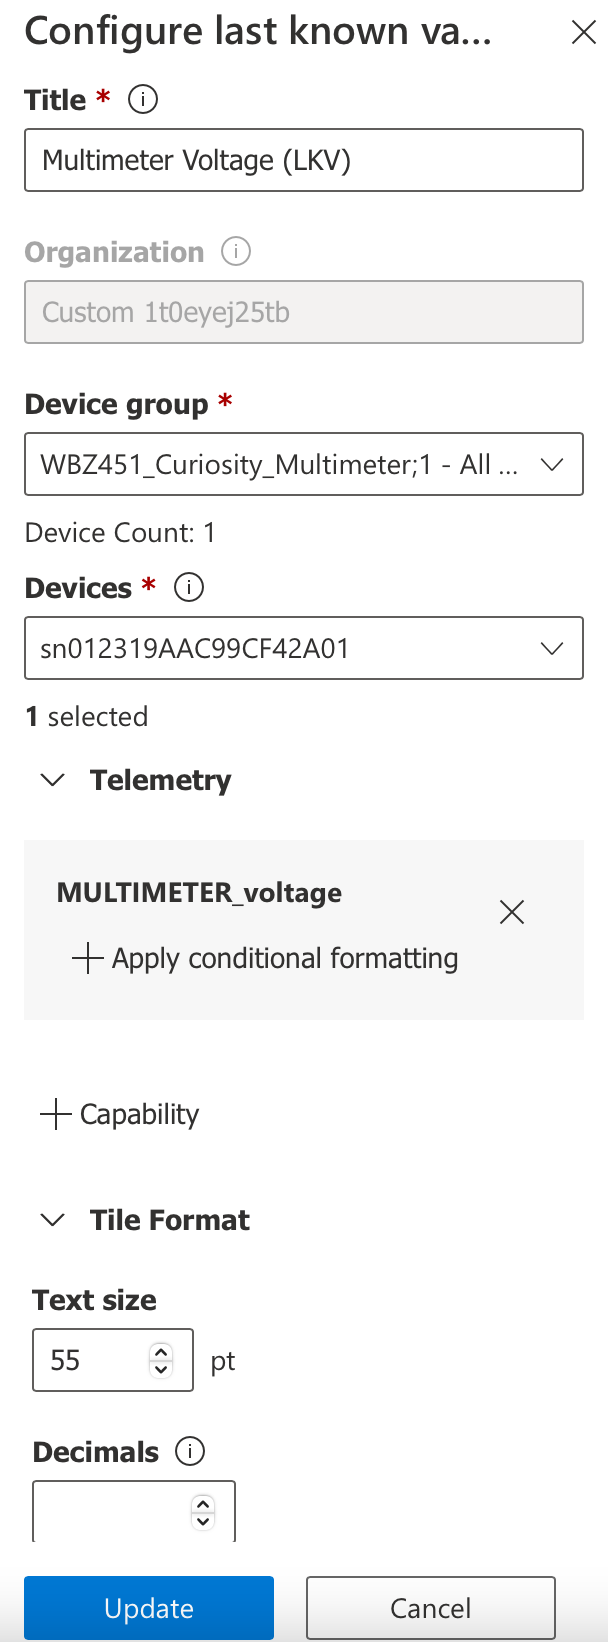 Configure last known va...
Title *
Multimeter Voltage (LKV)
Organization
Custom 1t0eyej25tb
Device group *
WBZ451_Curiosity_Multimeter;1 - All ...
Device Count: 1
Devices *
sn012319AAC99CF42A01
1 selected
Telemetry
MULTIMETER_voltage
Apply conditional formatting
Capability
Tile Format
Text size
55 pt
Decimals
Update Cancel